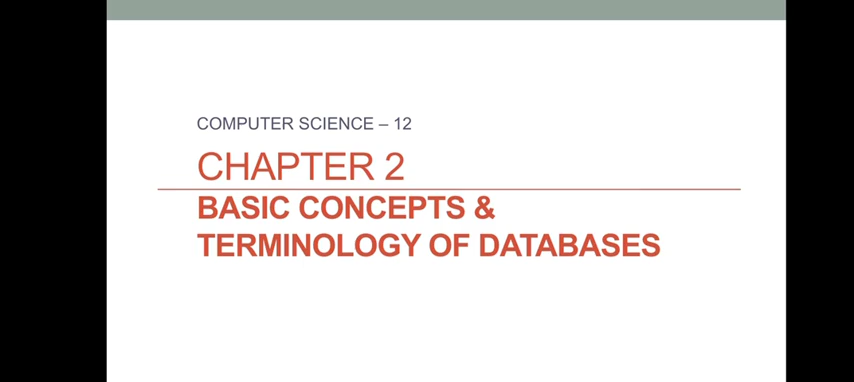 COMPUTER SCIENCE – 12
CHAPTER 2
BASIC CONCEPTS &
TERMINOLOGY OF DATABASES